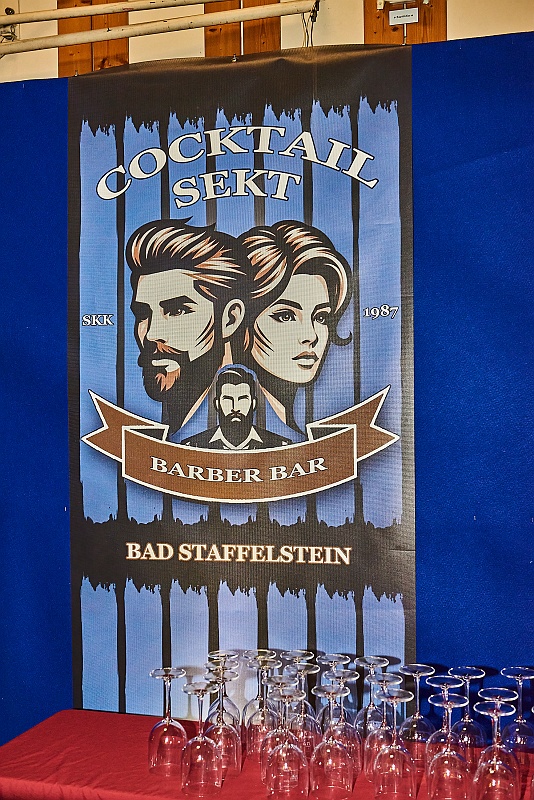 COCKTAIL
SEKT
SKK
1987
BARBER BAR
BAD STAFFELSTEIN